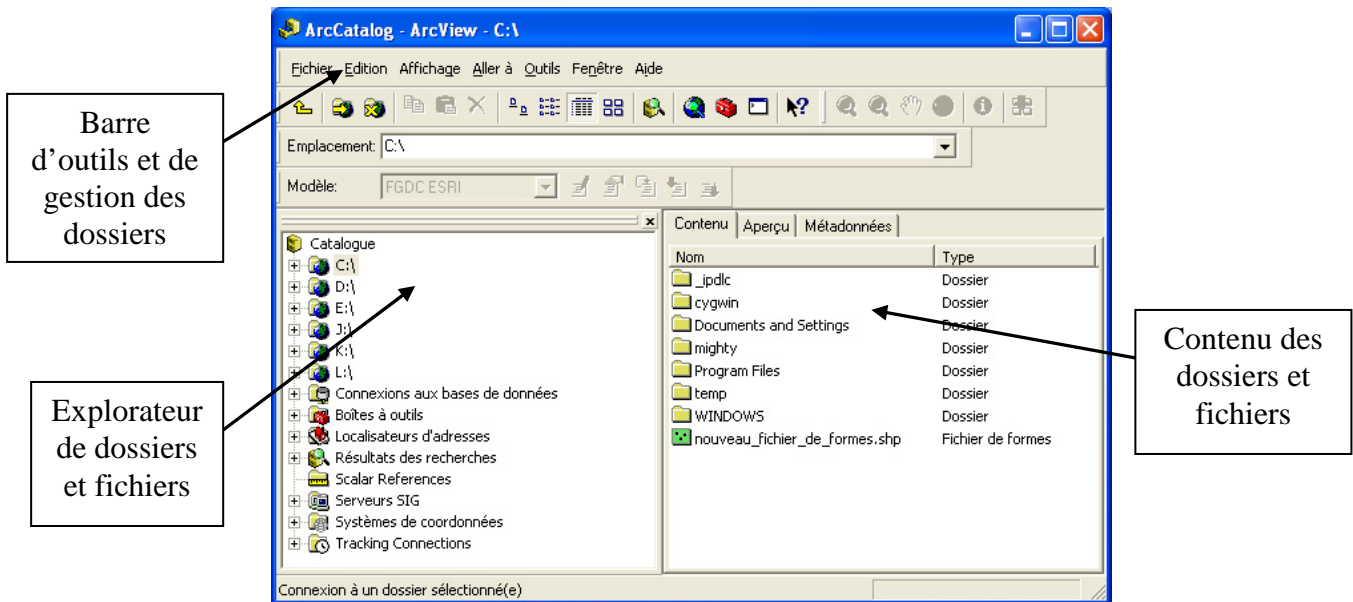 ArcCatalog - ArcView - C:\
Fichier Edition Affichage Aller à Outils Fenêtre Aide
Emplacement: C:\
Modèle: FGDC ESRI
Catalogue
C:\
D:\
E:\
J:\
K:\
L:\
Connexions aux bases de données
Boîtes à outils
Localisateurs d'adresses
Résultats des recherches
Scalar References
Serveurs SIG
Systèmes de coordonnées
Tracking Connections
Contenu Aperçu Métadonnées
Nom Type
_ipdlc Dossier
cygwin Dossier
Documents and Settings Dossier
mighty Dossier
Program Files Dossier
temp Dossier
WINDOWS Dossier
nouveau_fichier_de_formes.shp Fichier de formes
Connexion à un dossier sélectionné(e)
Barre
d’outils et de
gestion des
dossiers
Explorateur
de dossiers
et fichiers
Contenu des
dossiers et
fichiers